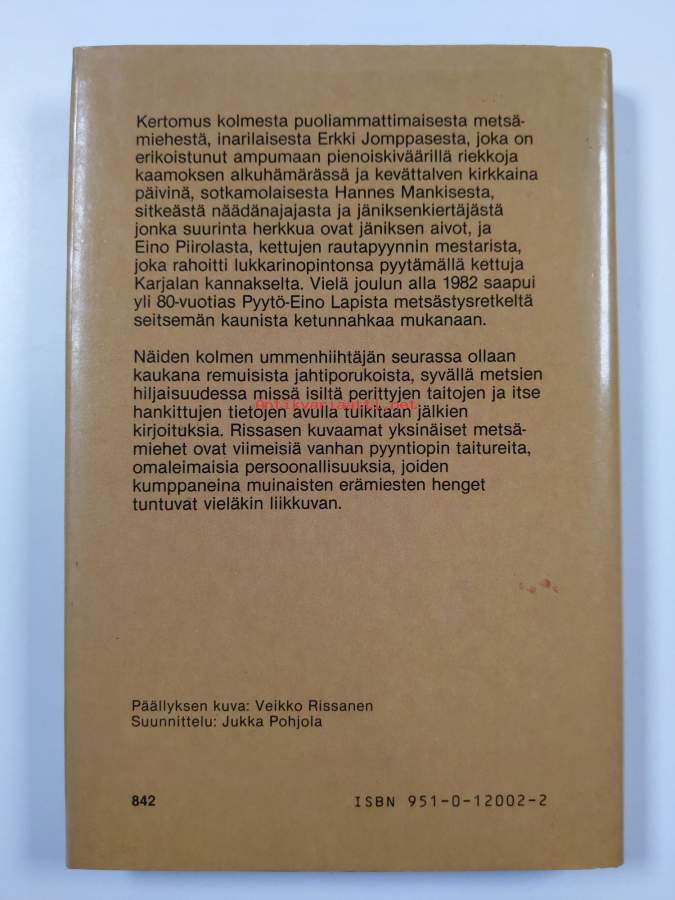 Kertomus kolmesta puoliammattimaisesta metsä-
miehestä, inarilaisesta Erkki Jomppasesta, joka on
erikoistunut ampumaan pienoiskiväärillä riekkoja
kaamoksen alkuhämärässä ja kevättalven kirkkaina
päivinä, sotkamolaisesta Hannes Mankisesta,
sitkeästä näädänajajasta ja jäniksenkiertäjästä
jonka suurinta herkkua ovat jäniksen aivot, ja
Eino Piirolasta, kettujen rautapyynnin mestarista,
joka rahoitti lukkarinopintonsa pyytämällä kettuja
Karjalan kannakselta. Vielä joulun alla 1982 saapui
yli 80-vuotias Pyytö-Eino Lapista metsästysretkeltä
seitsemän kaunista ketunnahkaa mukanaan.
Näiden kolmen ummenhiihtäjän seurassa ollaan
kaukana remuisista jahtiporukoista, syvällä metsien
hiljaisuudessa missä isiltä perittyjen taitojen ja itse
hankittujen tietojen avulla tulkitaan jälkien
Antikvariaatti.net
kirjoituksia. Rissasen kuvaamat yksinäiset metsä-
miehet ovat viimeisiä vanhan pyyntiopin taitureita,
omaleimaisia persoonallisuuksia, joiden
kumppaneina muinaisten erämiesten henget
tuntuvat vieläkin liikkuvan.
Päällyksen kuva: Veikko Rissanen
Suunnittelu: Jukka Pohjola
842
ISBN 951-0-12002-2